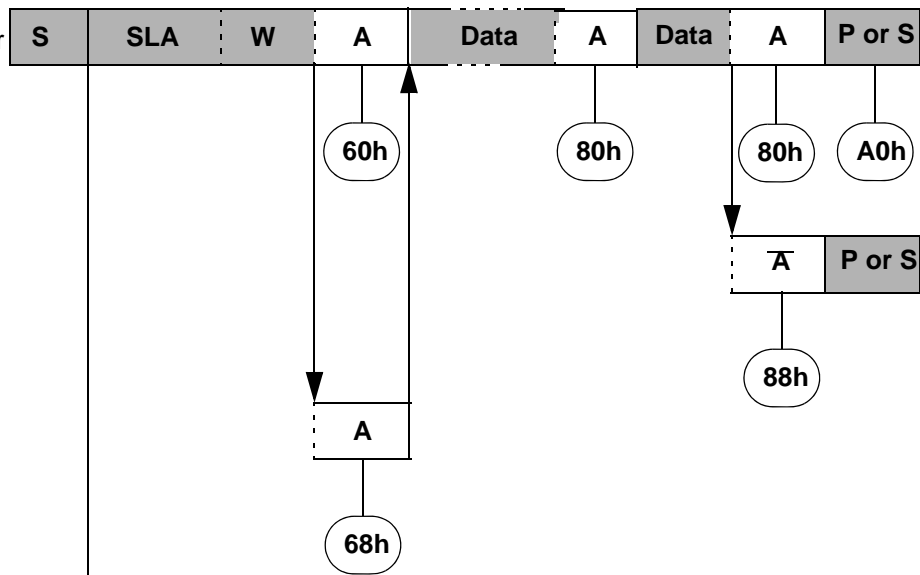 r S SLA W A Data A Data A P or S
60h 80h 80h A0h
A̅ P or S
88h
A
68h